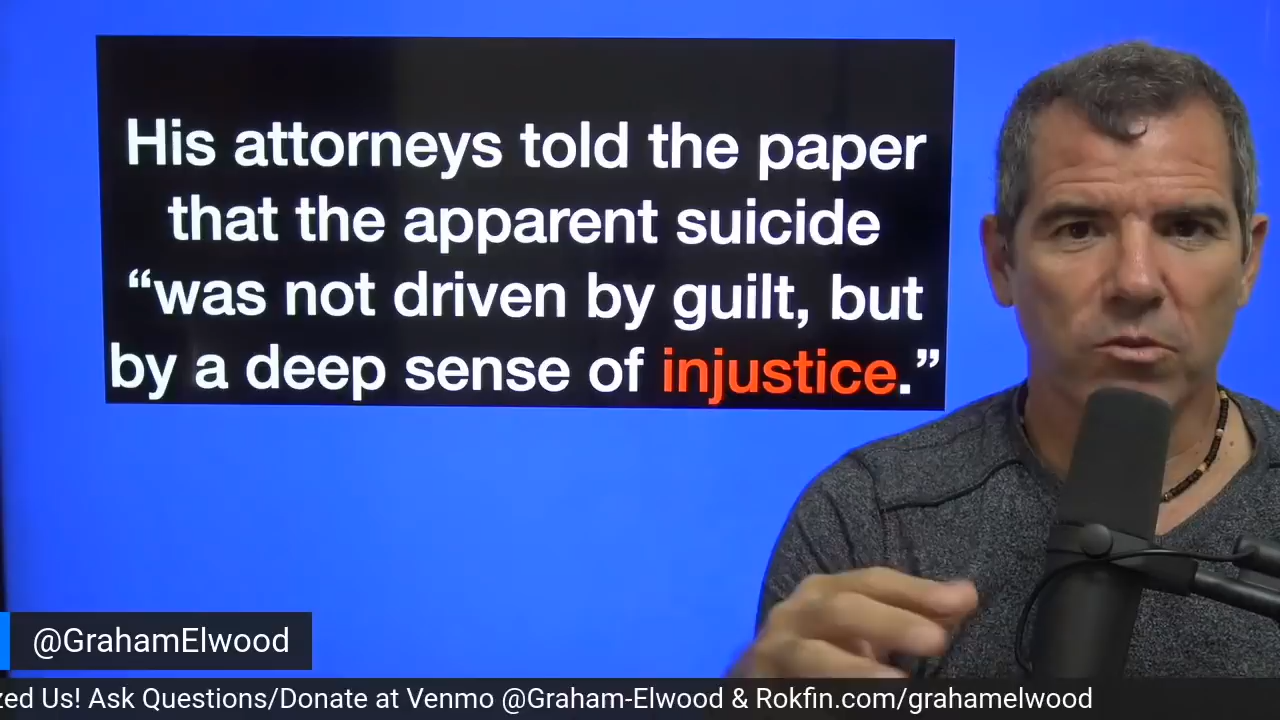 His attorneys told the paper
that the apparent suicide
“was not driven by guilt, but
by a deep sense of injustice.”
@GrahamElwood
zed Us! Ask Questions/Donate at Venmo @Graham-Elwood & Rokfin.com/grahamelwood